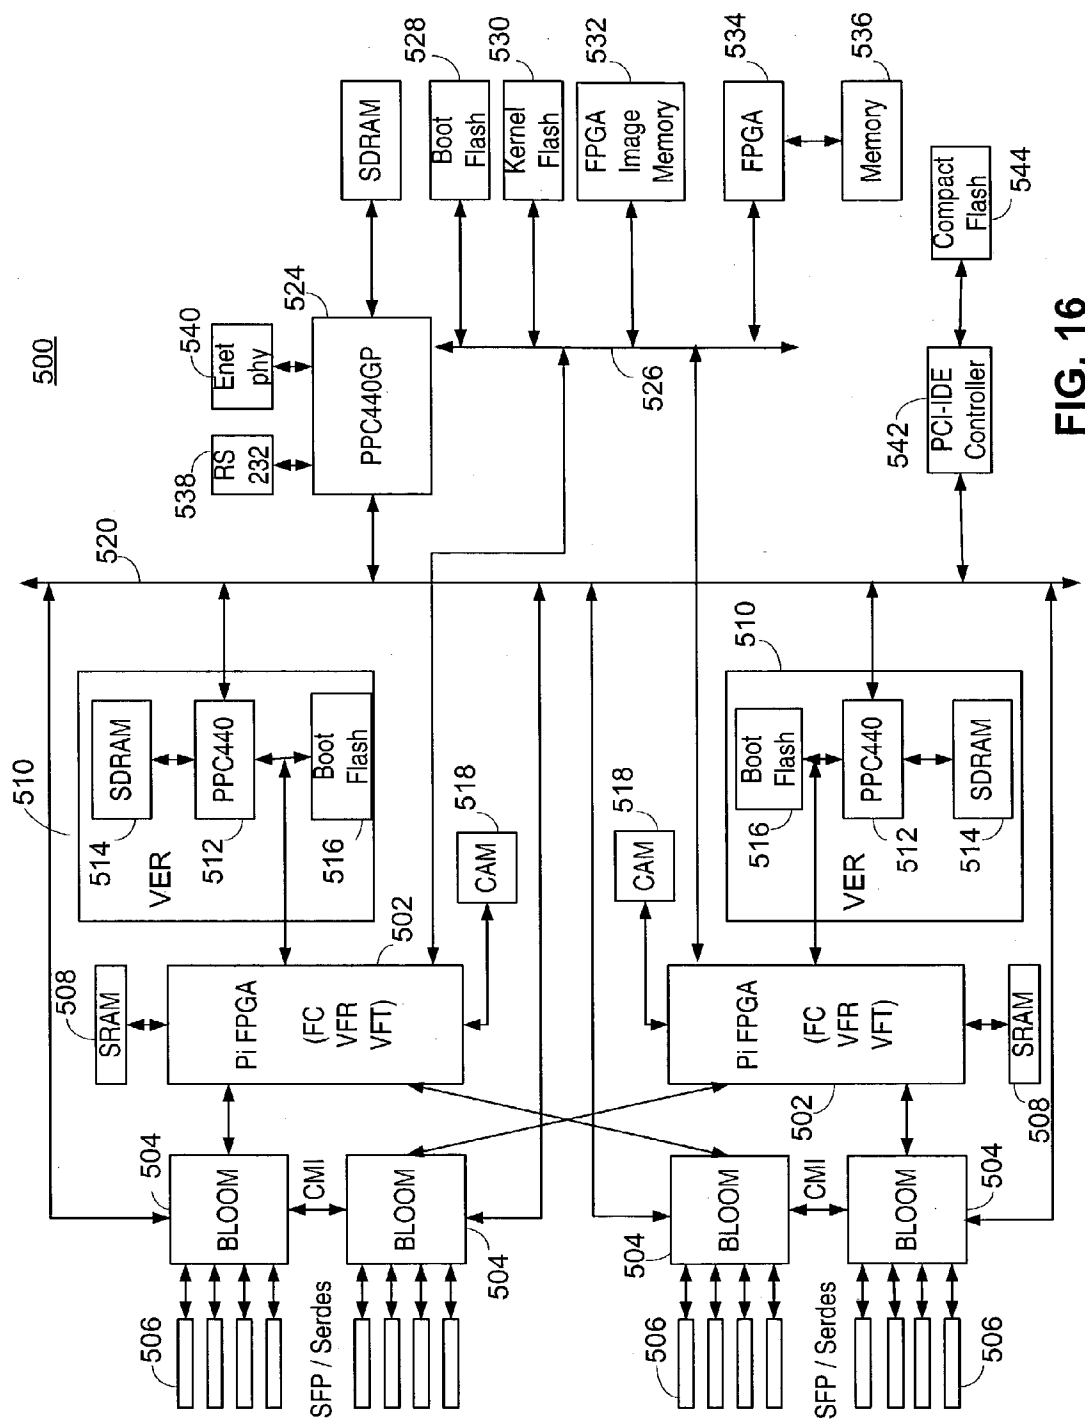 500
SDRAM
Boot
Flash
528
Kernel
Flash
530
FPGA
Image
Memory
532
FPGA
534
Memory
536
Compact
Flash
544
Enet
phy
540
RS
232
538
PPC440GP
524
526
PCI-IDE
Controller
542
520
510
SDRAM
514
PPC440
512
Boot
Flash
516
VER
CAM
518
CAM
518
510
Boot
Flash
516
PPC440
512
SDRAM
514
VER
SRAM
508
Pi FPGA
(FC
VFR
VFT)
502
Pi FPGA
(FC
VFR
VFT)
502
SRAM
508
BLOOM
504
CMI
BLOOM
504
BLOOM
504
CMI
BLOOM
504
506
SFP / Serdes
506
SFP / Serdes
506
FIG. 16